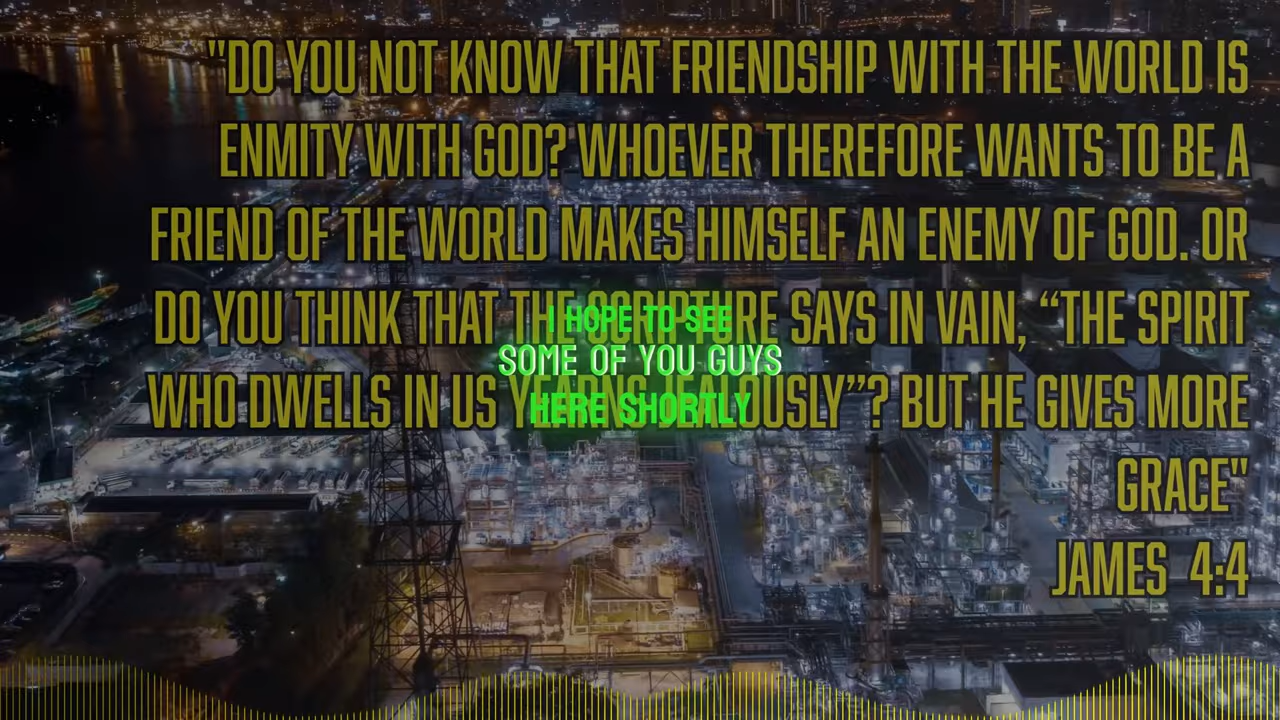 "DO YOU NOT KNOW THAT FRIENDSHIP WITH THE WORLD IS
ENMITY WITH GOD? WHOEVER THEREFORE WANTS TO BE A
FRIEND OF THE WORLD MAKES HIMSELF AN ENEMY OF GOD. OR
DO YOU THINK THAT THE SCRIPTURE SAYS IN VAIN, “THE SPIRIT
WHO DWELLS IN US YEARNS JEALOUSLY”? BUT HE GIVES MORE
GRACE"
JAMES 4:4
I HOPE TO SEE
SOME OF YOU GUYS
HERE SHORTLY